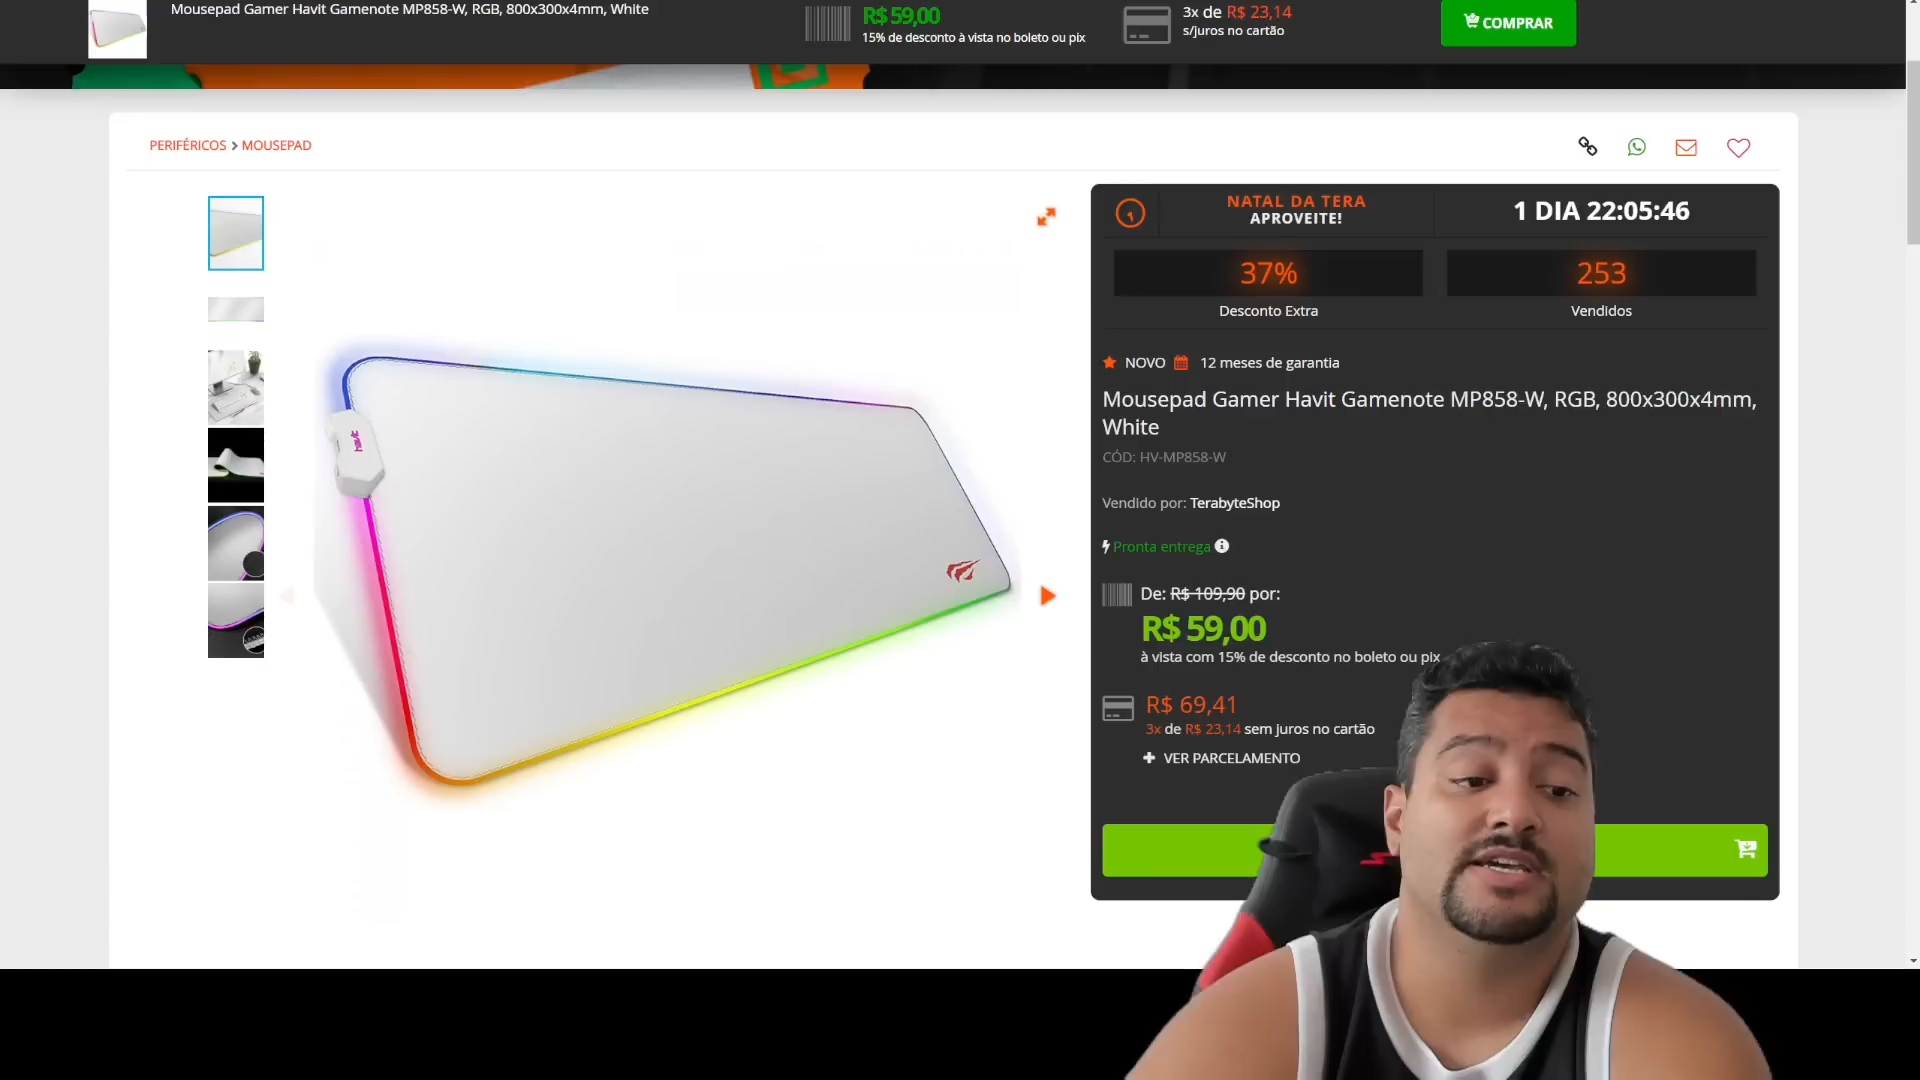 Mousepad Gamer Havit Gamenote MP858-W, RGB, 800x300x4mm, White
R$ 59,00
15% de desconto à vista no boleto ou pix
3x de R$ 23,14
s/juros no cartão
COMPRAR
PERIFÉRICOS > MOUSEPAD
NATAL DA TERA
APROVEITE!
1 DIA 22:05:46
37%
Desconto Extra
253
Vendidos
NOVO 12 meses de garantia
Mousepad Gamer Havit Gamenote MP858-W, RGB, 800x300x4mm,
White
CÓD: HV-MP858-W
Vendido por: TerabyteShop
Pronta entrega
De: R$ 109,90 por:
R$ 59,00
à vista com 15% de desconto no boleto ou pix
R$ 69,41
3x de R$ 23,14 sem juros no cartão
VER PARCELAMENTO